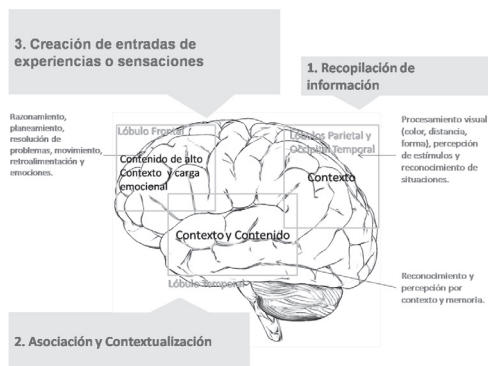 3. Creación de entradas de
experiencias o sensaciones
1. Recopilación de
información
Razonamiento,
planeamiento,
resolución de
problemas, movimiento,
retroalimentación y
emociones.
Lóbulo Frontal
Contenido de alto
Contexto y carga
emocional
Lóbulos Parietal y
Occipital Temporal
Contexto
Procesamiento visual
(color, distancia,
forma), percepción
de estímulos y
reconocimiento de
situaciones.
Contexto y Contenido
Lóbulo Temporal
Reconocimiento y
percepción por
contexto y memoria.
2. Asociación y Contextualización